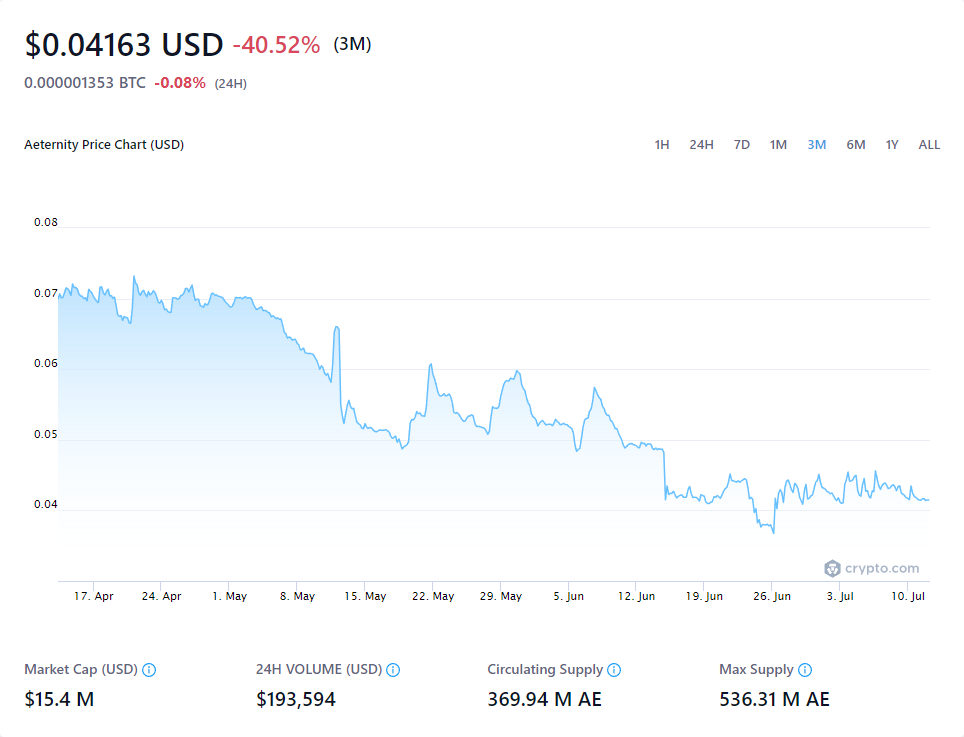 $0.04163 USD -40.52% (3M)
0.000001353 BTC -0.08% (24H)
Aeternity Price Chart (USD) 1H 24H 7D 1M 3M 6M 1Y ALL
0.08
0.07
0.06
0.05
0.04
crypto.com
17. Apr 24. Apr 1. May 8. May 15. May 22. May 29. May 5. Jun 12. Jun 19. Jun 26. Jun 3. Jul 10. Jul
Market Cap (USD) 24H VOLUME (USD) Circulating Supply Max Supply
$15.4 M $193,594 369.94 M AE 536.31 M AE